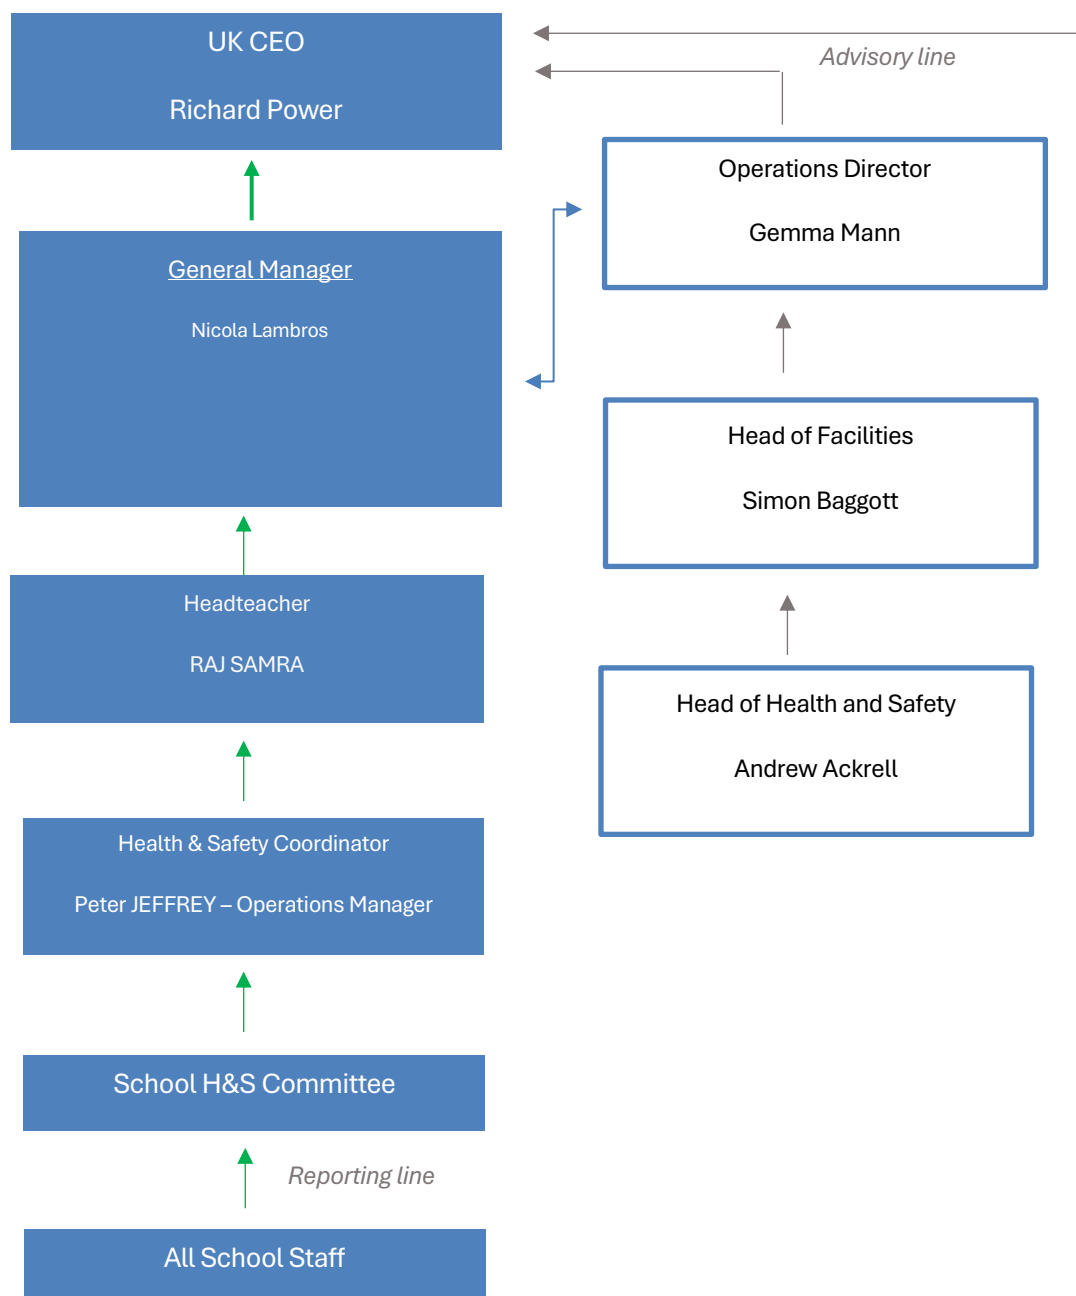 UK CEO
Richard Power
Advisory line
Operations Director
Gemma Mann
General Manager
Nicola Lambros
Head of Facilities
Simon Baggott
Headteacher
RAJ SAMRA
Head of Health and Safety
Andrew Ackrell
Health & Safety Coordinator
Peter JEFFREY – Operations Manager
School H&S Committee
Reporting line
All School Staff